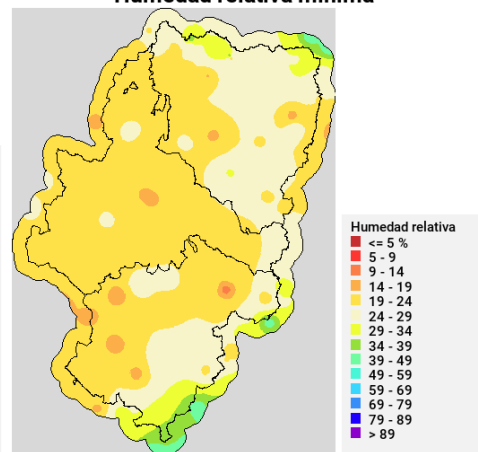 Humedad relativa mínima
Humedad relativa
<= 5 %
5 - 9
9 - 14
14 - 19
19 - 24
24 - 29
29 - 34
34 - 39
39 - 49
49 - 59
59 - 69
69 - 79
79 - 89
> 89